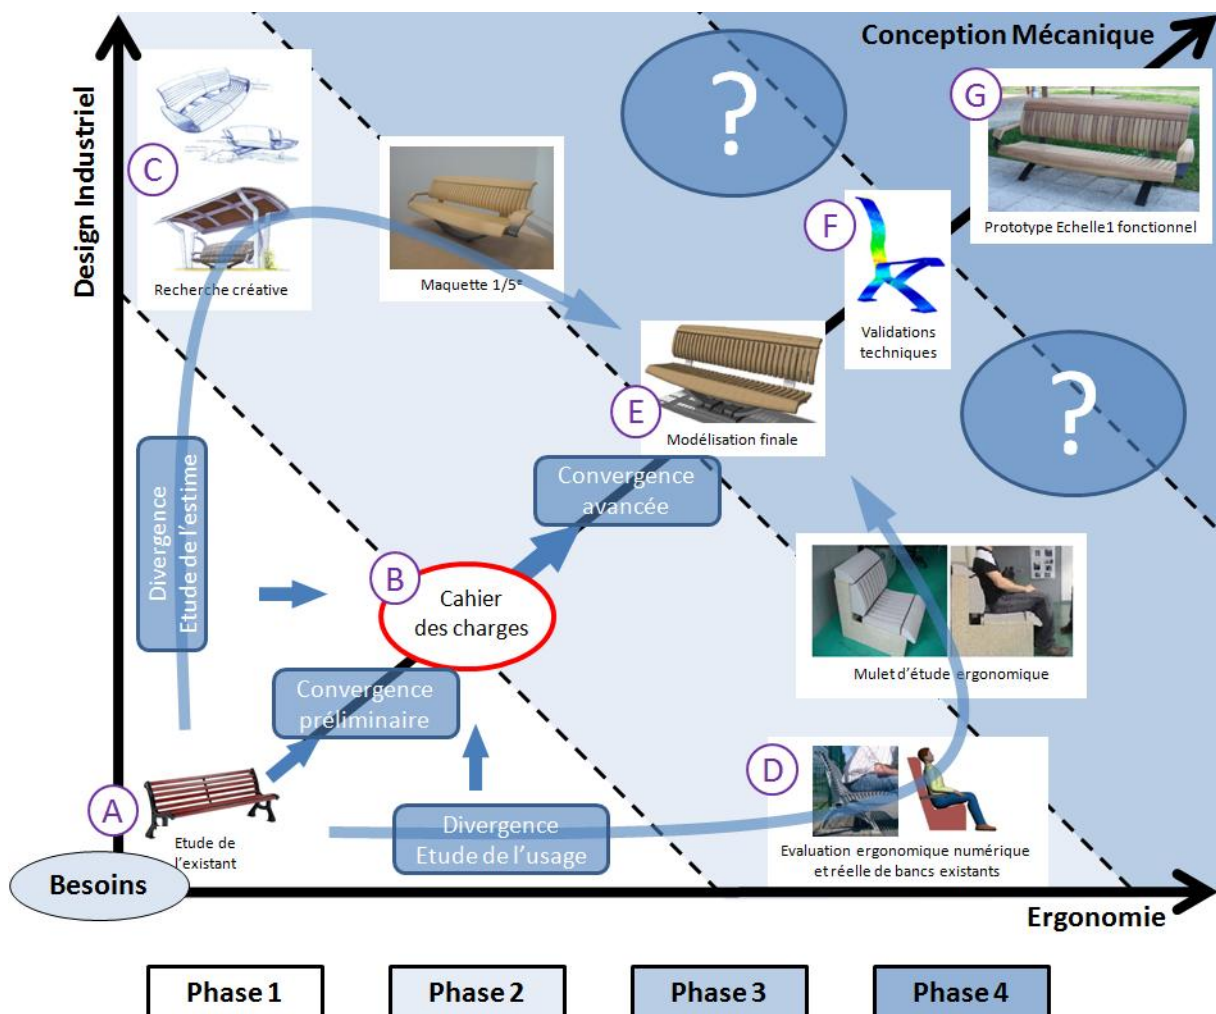 Conception Mécanique
Design Industriel
?
G
C
F
Prototype Echelle1 fonctionnel
Recherche créative
Maquette 1/5e
Validations
techniques
?
E
Modélisation finale
Convergence
avancée
Divergence
Etude de l'estime
B
Cahier
des charges
Mulet d'étude ergonomique
Convergence
préliminaire
D
A
Etude de
l'existant
Divergence
Etude de l'usage
Evaluation ergonomique numérique
et réelle de bancs existants
Besoins
Ergonomie
Phase 1
Phase 2
Phase 3
Phase 4